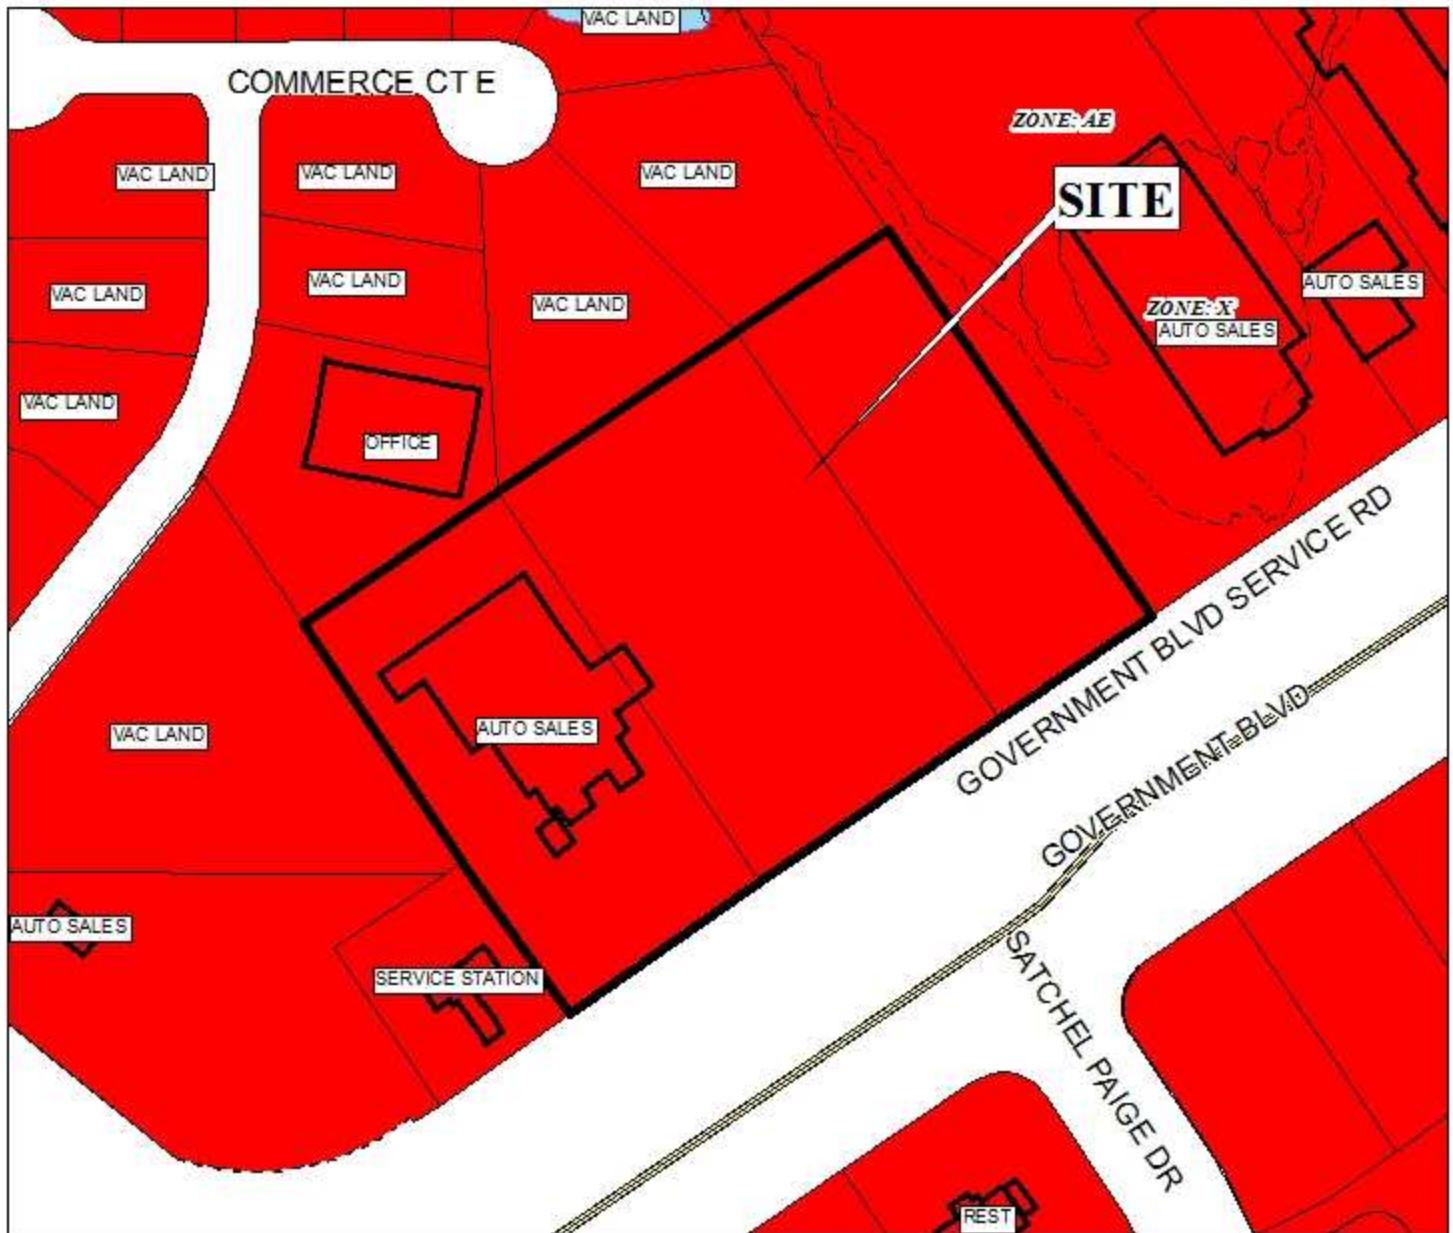 VAC LAND
COMMERCE CT E
ZONE: AE
VAC LAND
VAC LAND
VAC LAND
SITE
VAC LAND
VAC LAND
VAC LAND
AUTO SALES
ZONE: X
AUTO SALES
VAC LAND
OFFICE
GOVERNMENT BLVD SERVICE RD
AUTO SALES
VAC LAND
GOVERNMENT BLVD
AUTO SALES
SERVICE STATION
SATCHEL PAIGE DR
REST